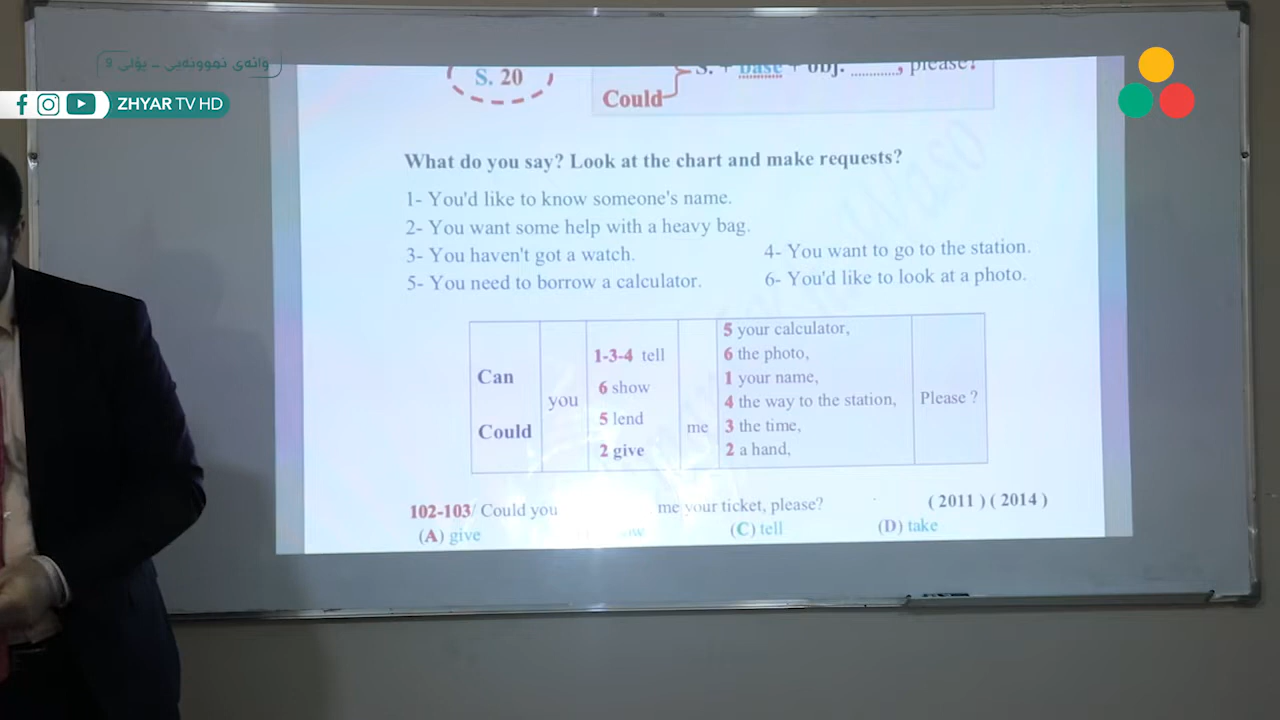 وانەی نموونەیی - پۆلی 9
ZHYAR TV HD
S. 20
S. + base + obj. ............, please?
Could
What do you say? Look at the chart and make requests?
1- You'd like to know someone's name.
2- You want some help with a heavy bag.
3- You haven't got a watch.
4- You want to go to the station.
5- You need to borrow a calculator.
6- You'd like to look at a photo.
Can
Could
you
1-3-4 tell
6 show
5 lend
2 give
me
5 your calculator,
6 the photo,
1 your name,
4 the way to the station,
3 the time,
2 a hand,
Please ?
102-103/ Could you me your ticket, please? ( 2011 ) ( 2014 )
(A) give (C) tell (D) take